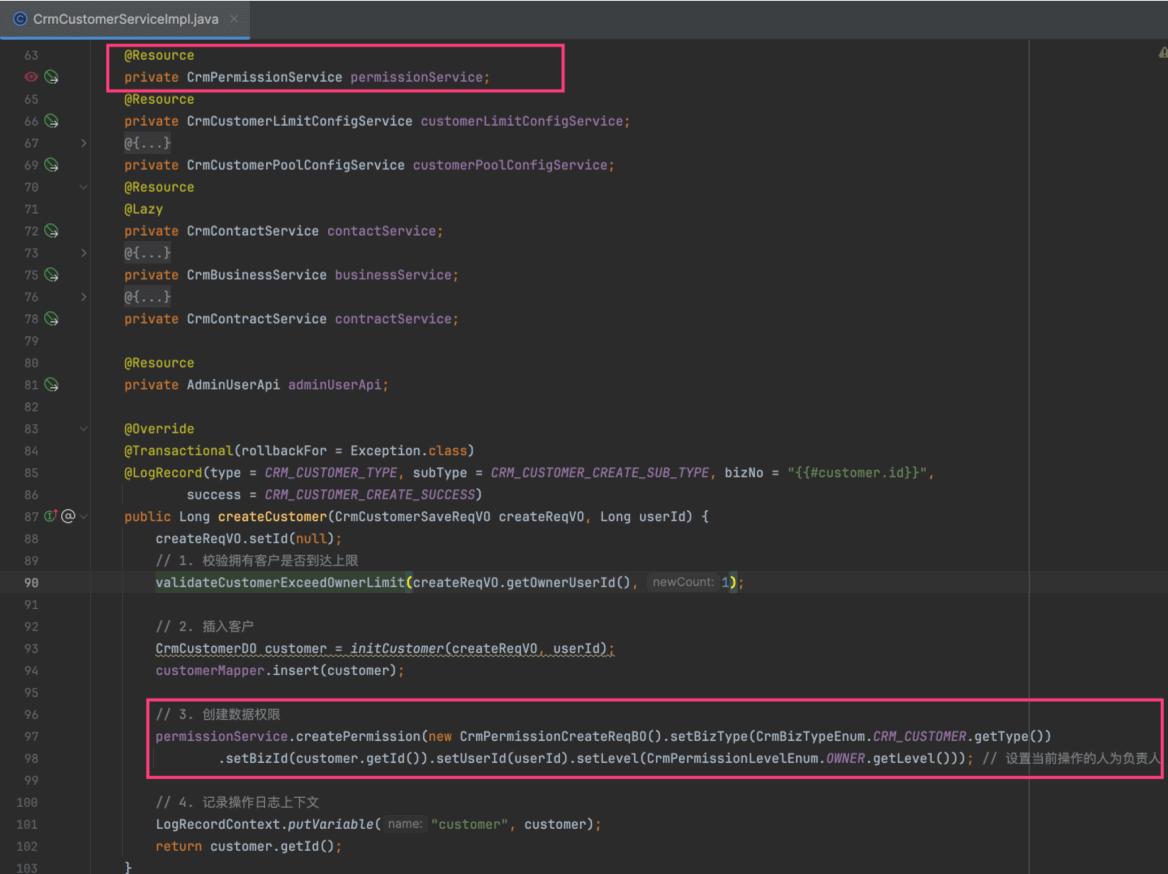 CrmCustomerServiceImpl.java ×
63 @Resource
private CrmPermissionService permissionService;
65 @Resource
66 private CrmCustomerLimitConfigService customerLimitConfigService;
67 @{...}
69 private CrmCustomerPoolConfigService customerPoolConfigService;
70 @Resource
71 @Lazy
72 private CrmContactService contactService;
73 @{...}
75 private CrmBusinessService businessService;
76 @{...}
78 private CrmContractService contractService;
79
80 @Resource
81 private AdminUserApi adminUserApi;
82
83 @Override
84 @Transactional(rollbackFor = Exception.class)
85 @LogRecord(type = CRM_CUSTOMER_TYPE, subType = CRM_CUSTOMER_CREATE_SUB_TYPE, bizNo = "{{#customer.id}}",
86 success = CRM_CUSTOMER_CREATE_SUCCESS)
87 public Long createCustomer(CrmCustomerSaveReqVO createReqVO, Long userId) {
88 createReqVO.setId(null);
89 // 1. 校验拥有客户是否到达上限
90 validateCustomerExceedOwnerLimit(createReqVO.getOwnerUserId(), newCount: 1);
91
92 // 2. 插入客户
93 CrmCustomerDO customer = initCustomer(createReqVO, userId);
94 customerMapper.insert(customer);
95
96 // 3. 创建数据权限
97 permissionService.createPermission(new CrmPermissionCreateReqBO().setBizType(CrmBizTypeEnum.CRM_CUSTOMER.getType())
98 .setBizId(customer.getId()).setUserId(userId).setLevel(CrmPermissionLevelEnum.OWNER.getLevel())); // 设置当前操作的人为负责人
99
100 // 4. 记录操作日志上下文
101 LogRecordContext.putVariable( name: "customer", customer);
102 return customer.getId();
103 }